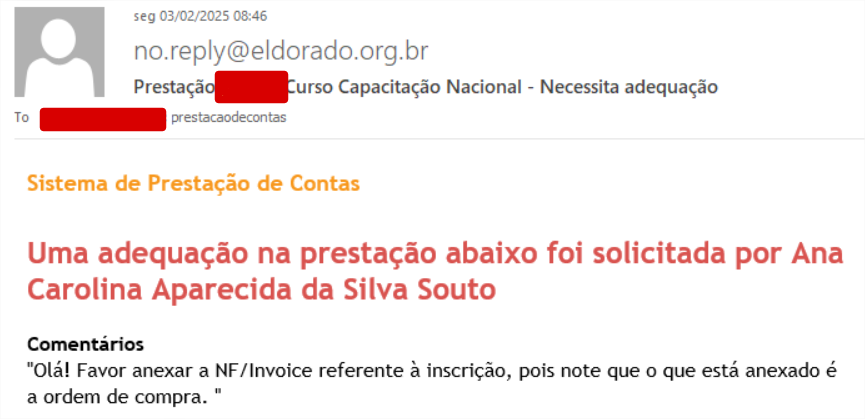 seg 03/02/2025 08:46
no.reply@eldorado.org.br
Prestação Curso Capacitação Nacional - Necessita adequação
To prestacaodecontas
Sistema de Prestação de Contas
Uma adequação na prestação abaixo foi solicitada por Ana
Carolina Aparecida da Silva Souto
Comentários
"Olá! Favor anexar a NF/Invoice referente à inscrição, pois note que o que está anexado é
a ordem de compra. "